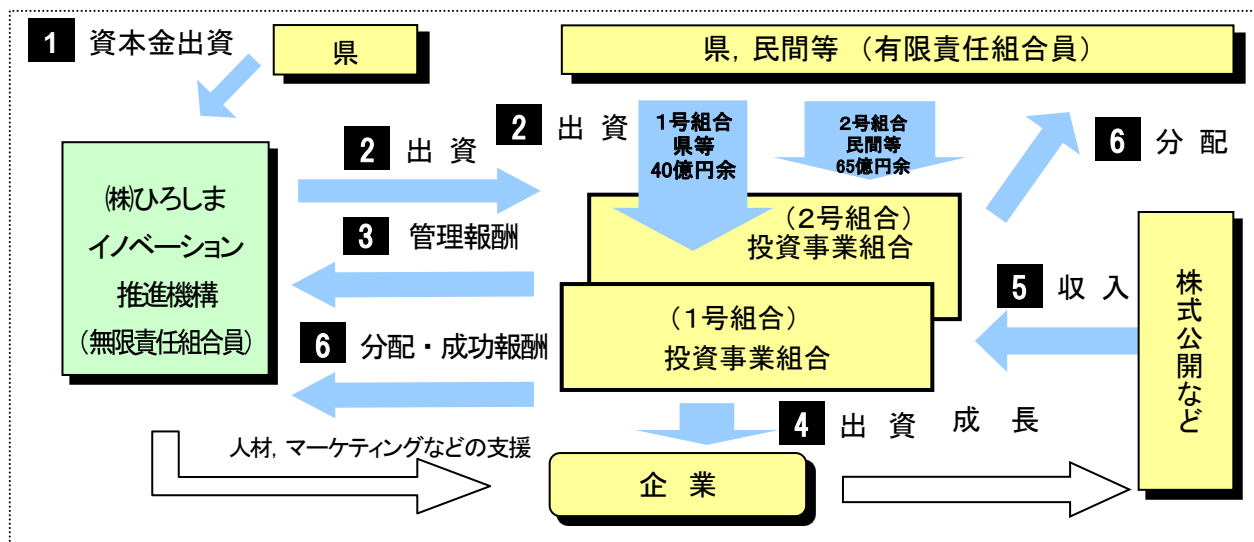 1 資本金出資
県
県，民間等（有限責任組合員）
2 出 資
2 出 資
1号組合
県等
40億円余
2号組合
民間等
65億円余
6 分 配
㈱ひろしま
イノベーション
推進機構
（無限責任組合員）
3 管理報酬
6 分配・成功報酬
（2号組合）
投資事業組合
（1号組合）
投資事業組合
5 収 入
株式公開など
4 出 資
成 長
人材，マーケティングなどの支援
企 業